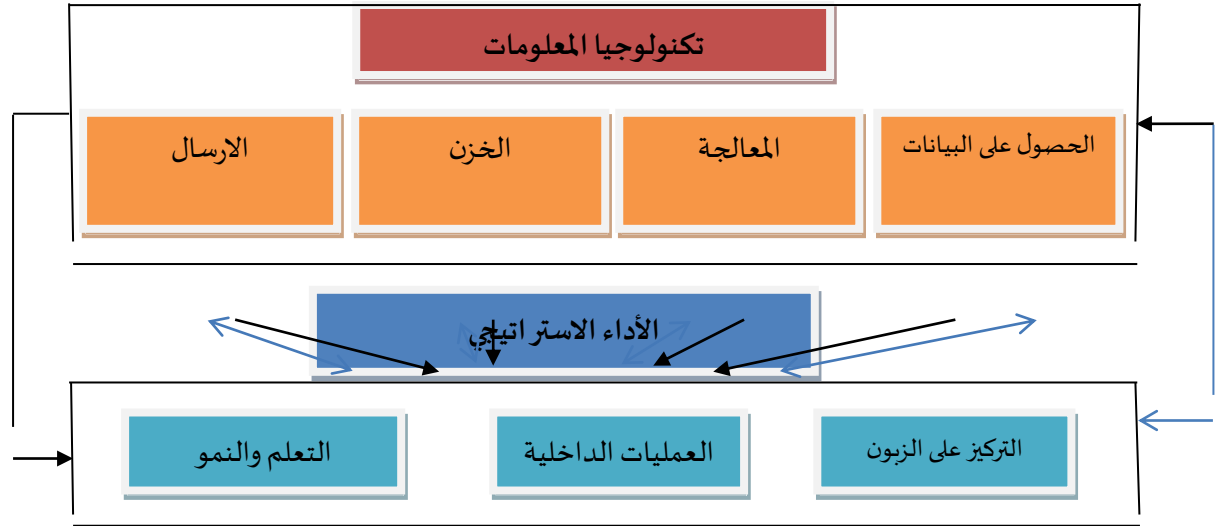 تكنولوجيا المعلومات
الحصول على البيانات
المعالجة
الخزن
الارسال
الأداء الاستراتيجي
التركيز على الزبون
العمليات الداخلية
التعلم والنمو